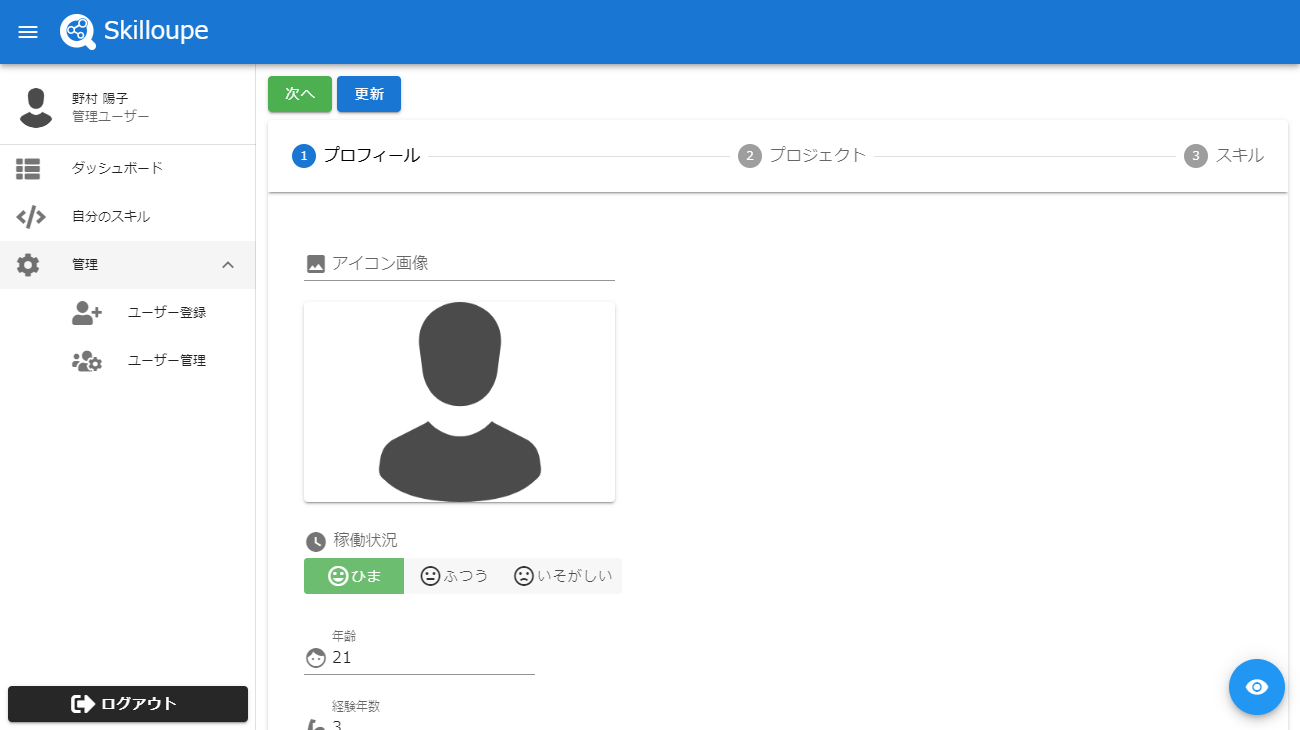 Skilloupe
野村 陽子
管理ユーザー
ダッシュボード
自分のスキル
管理
ユーザー登録
ユーザー管理
ログアウト
次へ
更新
1 プロフィール
2 プロジェクト
3 スキル
アイコン画像
稼働状況
ひま
ふつう
いそがしい
年齢
21
経験年数
3